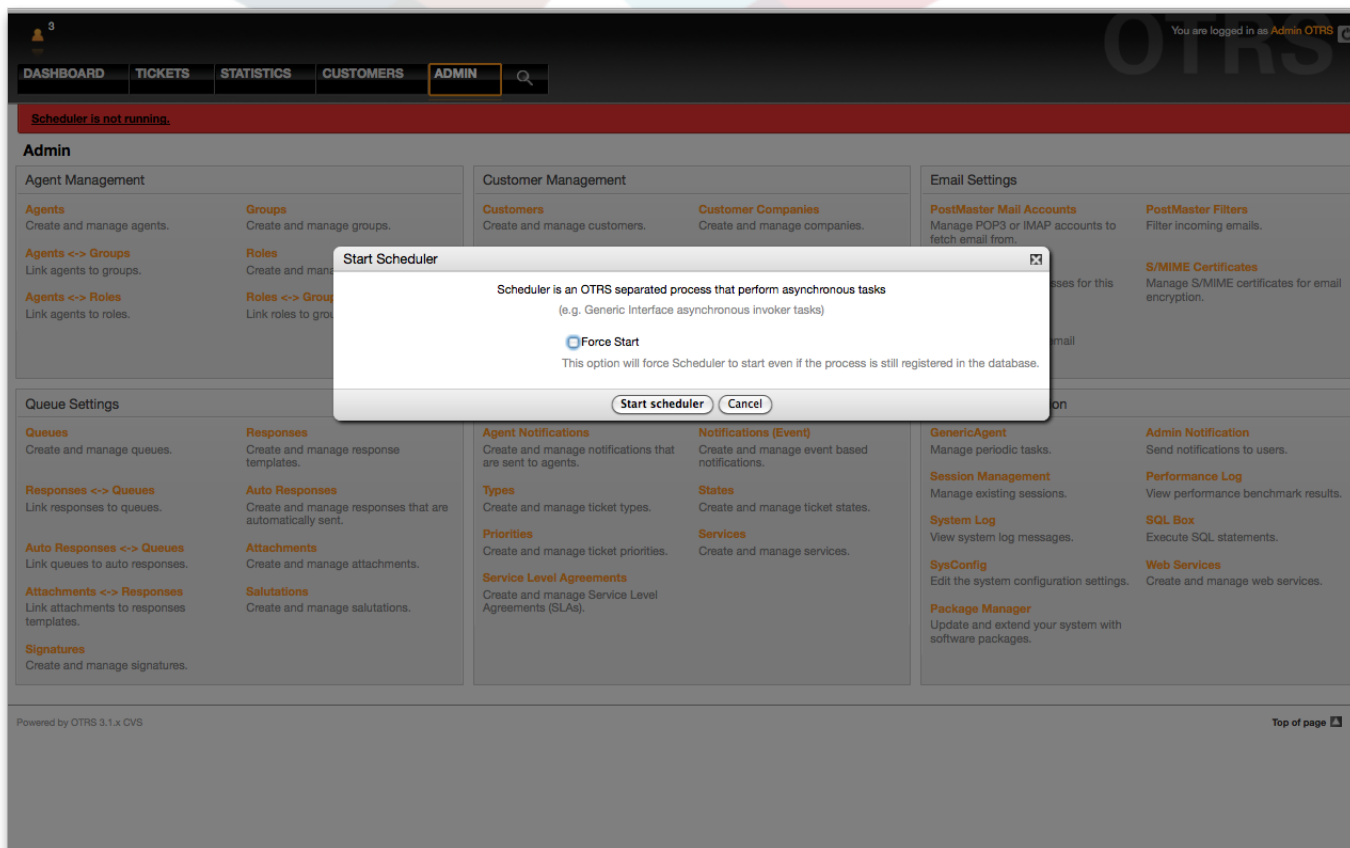 3
OTRS
You are logged in as Admin OTRS
DASHBOARD TICKETS STATISTICS CUSTOMERS ADMIN
Scheduler is not running.
Admin
Agent Management
Agents
Create and manage agents.
Groups
Create and manage groups.
Agents <-> Groups
Link agents to groups.
Roles
Create and mana
Agents <-> Roles
Link agents to roles.
Roles <-> Group
Link roles to grou
Customer Management
Customers
Create and manage customers.
Customer Companies
Create and manage companies.
Email Settings
PostMaster Mail Accounts
Manage POP3 or IMAP accounts to
fetch email from.
PostMaster Filters
Filter incoming emails.
sses for this
S/MIME Certificates
Manage S/MIME certificates for email
encryption.
mail
Start Scheduler
Scheduler is an OTRS separated process that perform asynchronous tasks
(e.g. Generic Interface asynchronous invoker tasks)
Force Start
This option will force Scheduler to start even if the process is still registered in the database.
Start scheduler Cancel
Queue Settings
Queues
Create and manage queues.
Responses
Create and manage response
templates.
Responses <-> Queues
Link responses to queues.
Auto Responses
Create and manage responses that are
automatically sent.
Auto Responses <-> Queues
Link queues to auto responses.
Attachments
Create and manage attachments.
Attachments <-> Responses
Link attachments to responses
templates.
Salutations
Create and manage salutations.
Signatures
Create and manage signatures.
Agent Notifications
Create and manage notifications that
are sent to agents.
Notifications (Event)
Create and manage event based
notifications.
Types
Create and manage ticket types.
States
Create and manage ticket states.
Priorities
Create and manage ticket priorities.
Services
Create and manage services.
Service Level Agreements
Create and manage Service Level
Agreements (SLAs).
on
GenericAgent
Manage periodic tasks.
Admin Notification
Send notifications to users.
Session Management
Manage existing sessions.
Performance Log
View performance benchmark results.
System Log
View system log messages.
SQL Box
Execute SQL statements.
SysConfig
Edit the system configuration settings.
Web Services
Create and manage web services.
Package Manager
Update and extend your system with
software packages.
Powered by OTRS 3.1.x CVS
Top of page